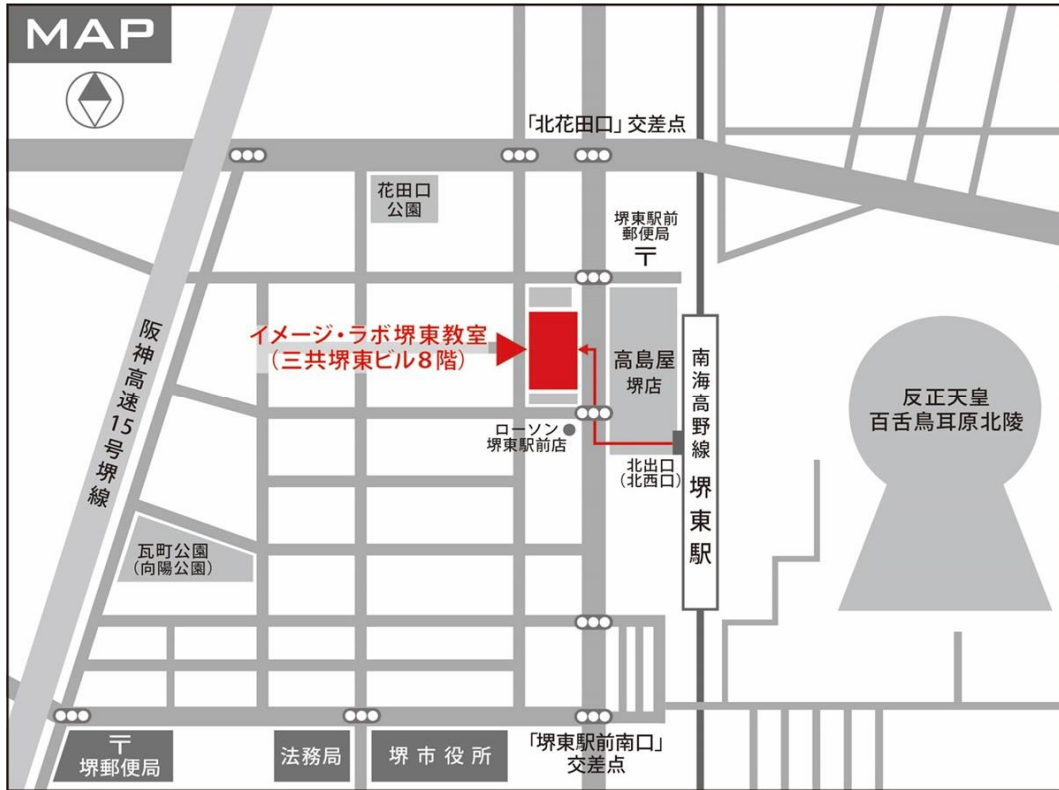 MAP
「北花田口」交差点
花田口
公園
堺東駅前
郵便局
〒
イメージ・ラボ堺東教室
(三共堺東ビル8階)
高島屋
堺店
南海高野線 堺東駅
反正天皇
百舌鳥耳原北陵
阪神高速15号堺線
ローソン
堺東駅前店
北出口
(北西口)
瓦町公園
(向陽公園)
〒
堺郵便局
法務局
堺市役所
「堺東駅前南口」
交差点